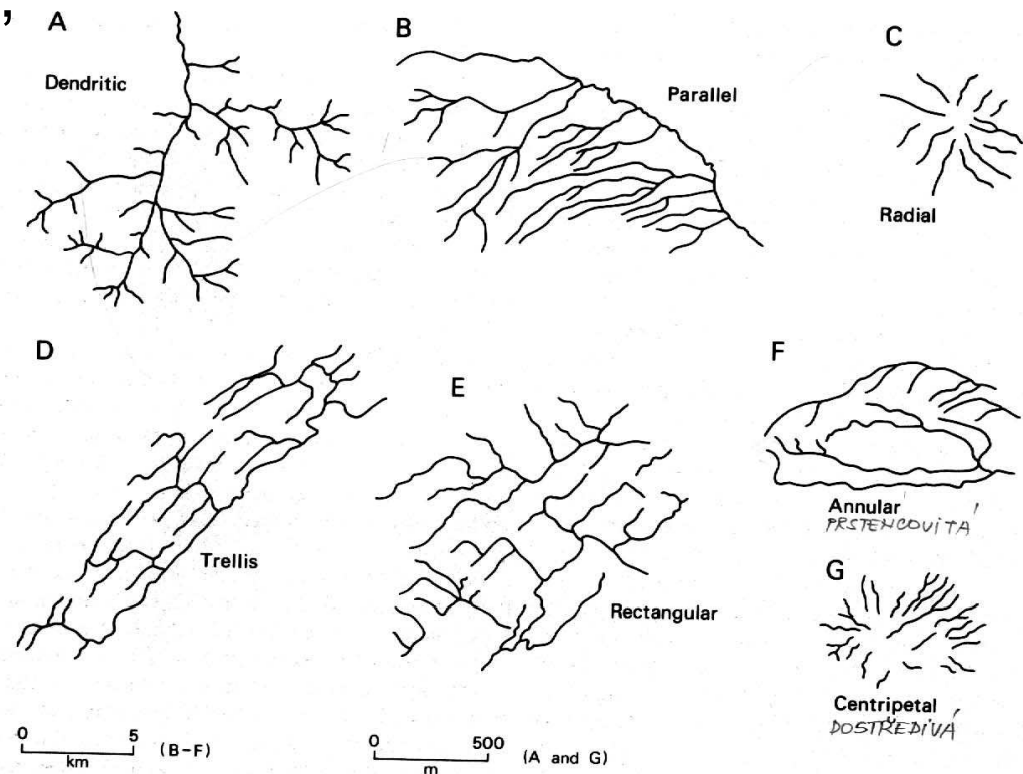 ,
A
Dendritic
B
Parallel
C
Radial
D
Trellis
E
Rectangular
F
Annular
PRSTENCOVITÁ
G
Centripetal
DOSTŘEDIVÁ
0 5 (B-F)
km
0 500 (A and G)
m